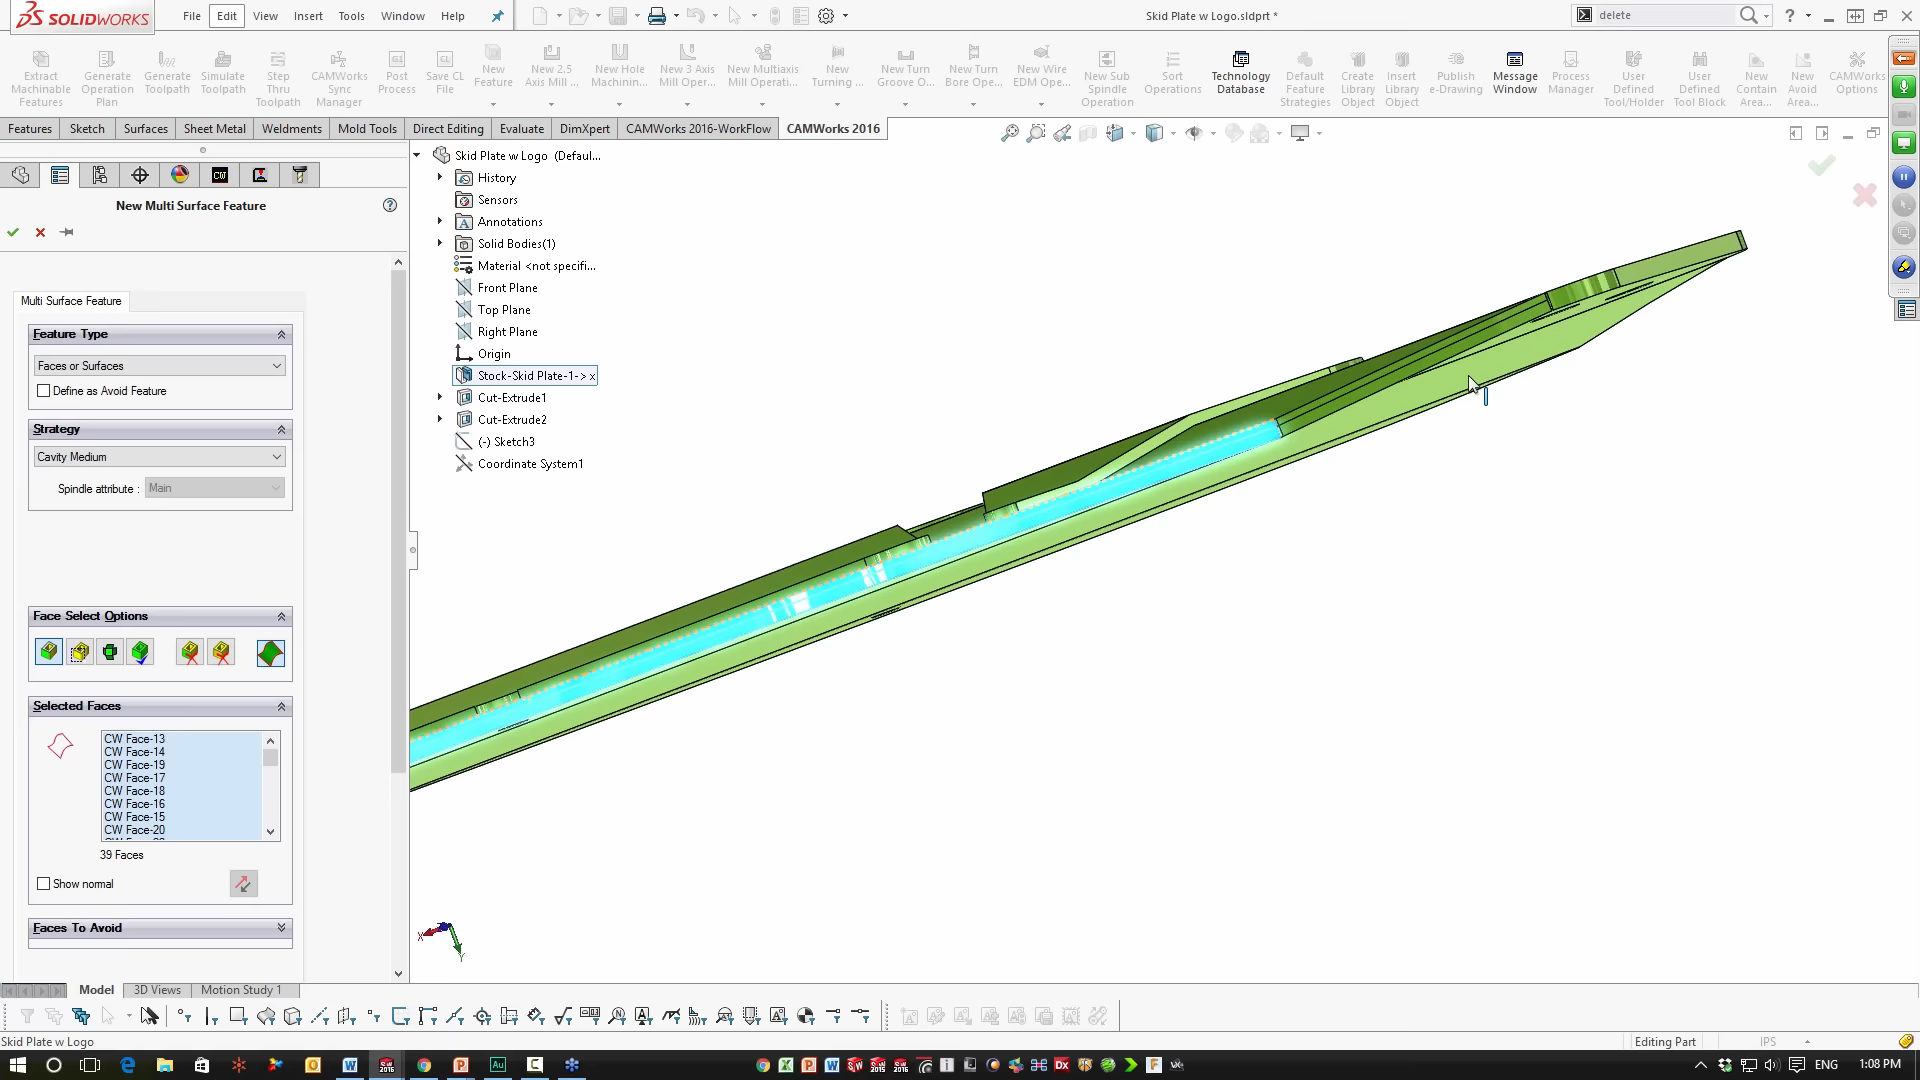 SOLIDWORKS
File Edit View Insert Tools Window Help
Skid Plate w Logo.sldprt *
delete
Extract Machinable Features
Generate Operation Plan
Generate Toolpath
Simulate Toolpath
Step Thru Toolpath
CAMWorks Sync Manager
Post Process
Save CL File
New Feature
New 2.5 Axis Mill ...
New Hole Machinin...
New 3 Axis Mill Oper...
New Multiaxis Mill Operati...
New Turning ...
New Turn Groove O...
New Turn Bore Ope...
New Wire EDM Ope...
New Sub Spindle Operation
Sort Operations
Technology Database
Default Feature Strategies
Create Library Object
Insert Library Object
Publish e-Drawing
Message Window
Process Manager
User Defined Tool/Holder
User Defined Tool Block
New Contain Area...
New Avoid Area...
CAMWorks Options
Features Sketch Surfaces Sheet Metal Weldments Mold Tools Direct Editing Evaluate DimXpert CAMWorks 2016-WorkFlow CAMWorks 2016
New Multi Surface Feature
Multi Surface Feature
Feature Type
Faces or Surfaces
Define as Avoid Feature
Strategy
Cavity Medium
Spindle attribute : Main
Face Select Options
Selected Faces
CW Face-13
CW Face-14
CW Face-19
CW Face-17
CW Face-18
CW Face-16
CW Face-15
CW Face-20
39 Faces
Show normal
Faces To Avoid
Skid Plate w Logo (Defaul...
History
Sensors
Annotations
Solid Bodies(1)
Material <not specifi...
Front Plane
Top Plane
Right Plane
Origin
Stock-Skid Plate-1-> x
Cut-Extrude1
Cut-Extrude2
(-) Sketch3
Coordinate System1
X
Y
Model 3D Views Motion Study 1
Skid Plate w Logo
Editing Part
IPS
ENG 1:08 PM